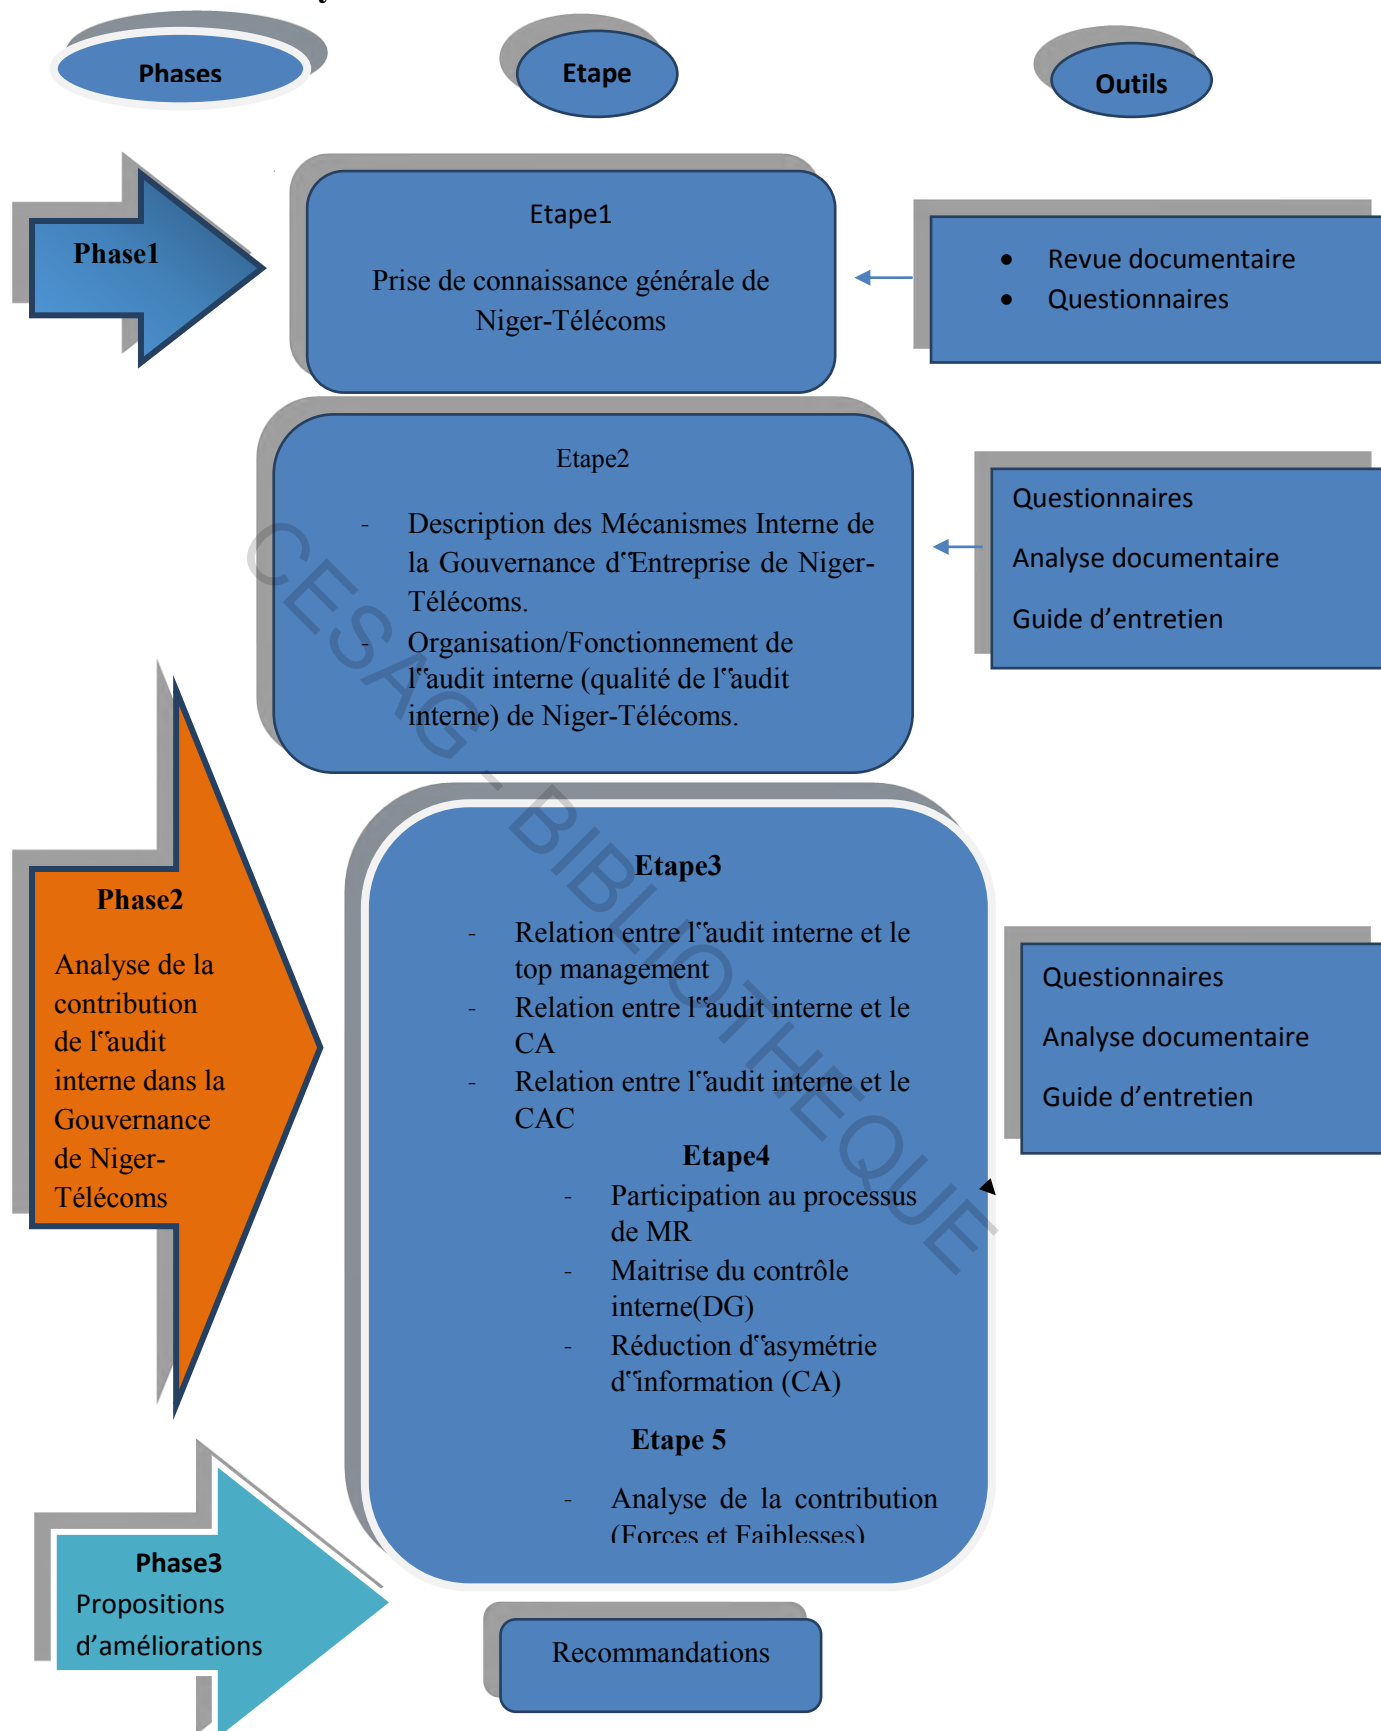 Phases
Etape
Outils
Phase1
Etape1
Prise de connaissance générale de
Niger-Télécoms
• Revue documentaire
• Questionnaires
Etape2
- Description des Mécanismes Interne de
la Gouvernance d‟Entreprise de Niger-
Télécoms.
- Organisation/Fonctionnement de
l‟audit interne (qualité de l‟audit
interne) de Niger-Télécoms.
Questionnaires
Analyse documentaire
Guide d’entretien
Phase2
Analyse de la
contribution
de l‟audit
interne dans la
Gouvernance
de Niger-
Télécoms
Etape3
- Relation entre l‟audit interne et le
top management
- Relation entre l‟audit interne et le
CA
- Relation entre l‟audit interne et le
CAC
Etape4
- Participation au processus
de MR
- Maitrise du contrôle
interne(DG)
- Réduction d‟asymétrie
d‟information (CA)
Etape 5
- Analyse de la contribution
(Forces et Faiblesses)
Questionnaires
Analyse documentaire
Guide d’entretien
Phase3
Propositions
d’améliorations
Recommandations
CESAG - BIBLIOTHEQUE